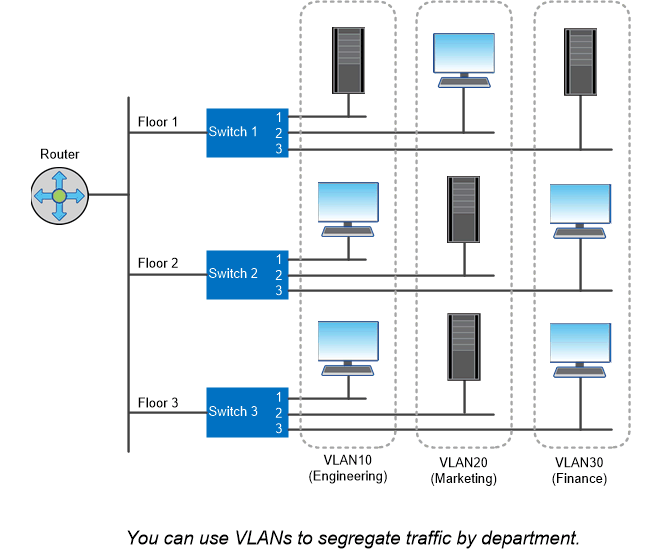 Router
Floor 1
Switch 1
1
2
3
Floor 2
Switch 2
1
2
3
Floor 3
Switch 3
1
2
3
VLAN10
(Engineering)
VLAN20
(Marketing)
VLAN30
(Finance)
You can use VLANs to segregate traffic by department.